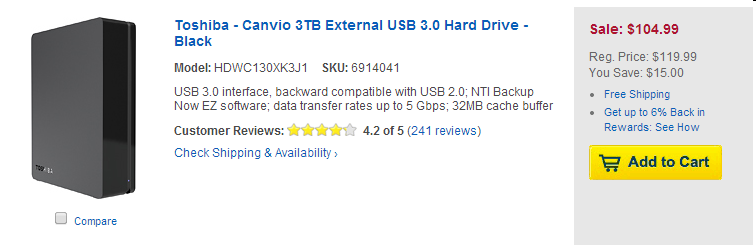 Toshiba - Canvio 3TB External USB 3.0 Hard Drive -
Black
Model: HDWC130XK3J1 SKU: 6914041
USB 3.0 interface, backward compatible with USB 2.0; NTI Backup
Now EZ software; data transfer rates up to 5 Gbps; 32MB cache buffer
Customer Reviews: 4.2 of 5 (241 reviews)
Check Shipping & Availability ›
TOSHIBA
Compare
Sale: $104.99
Reg. Price: $119.99
You Save: $15.00
• Free Shipping
• Get up to 6% Back in
Rewards: See How
Add to Cart